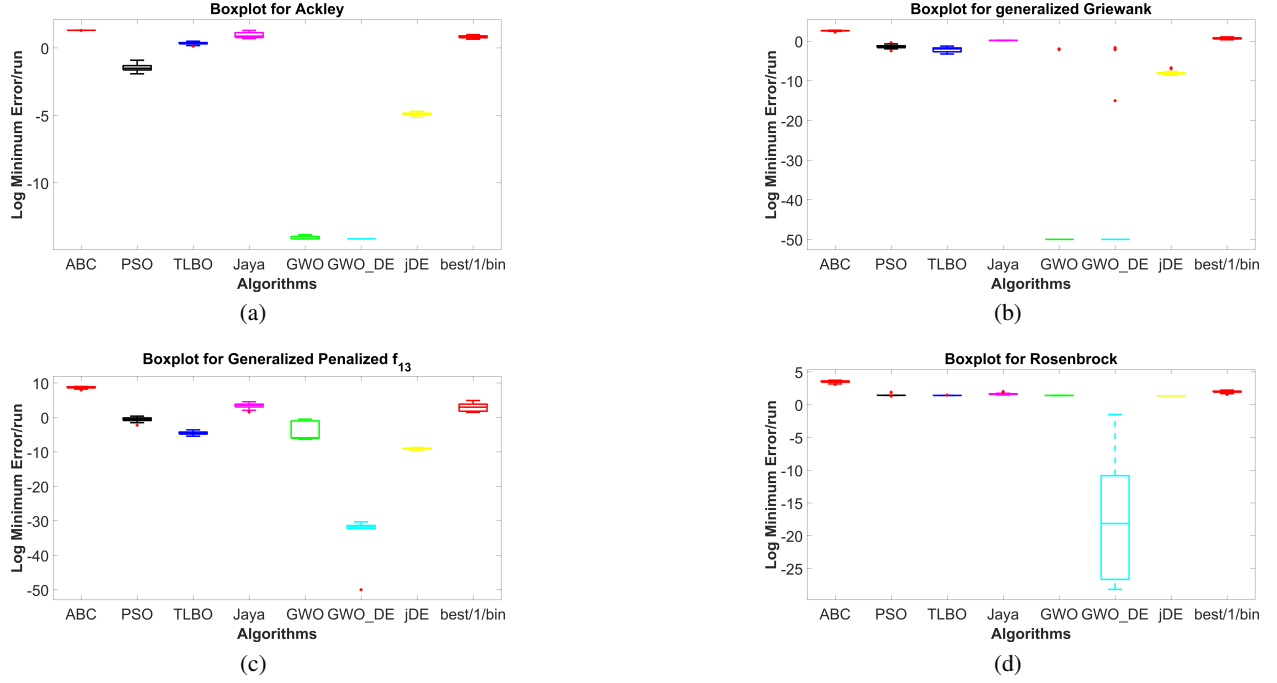 Boxplot for Ackley
Log Minimum Error/run
0
-5
-10
ABC PSO TLBO Jaya GWO GWO_DE jDE best/1/bin
Algorithms
(a)
Boxplot for generalized Griewank
Log Minimum Error/run
0
-10
-20
-30
-40
-50
ABC PSO TLBO Jaya GWO GWO_DE jDE best/1/bin
Algorithms
(b)
Boxplot for Generalized Penalized f13
Log Minimum Error/run
10
0
-10
-20
-30
-40
-50
ABC PSO TLBO Jaya GWO GWO_DE jDE best/1/bin
Algorithms
(c)
Boxplot for Rosenbrock
Log Minimum Error/run
5
0
-5
-10
-15
-20
-25
ABC PSO TLBO Jaya GWO GWO_DE jDE best/1/bin
Algorithms
(d)